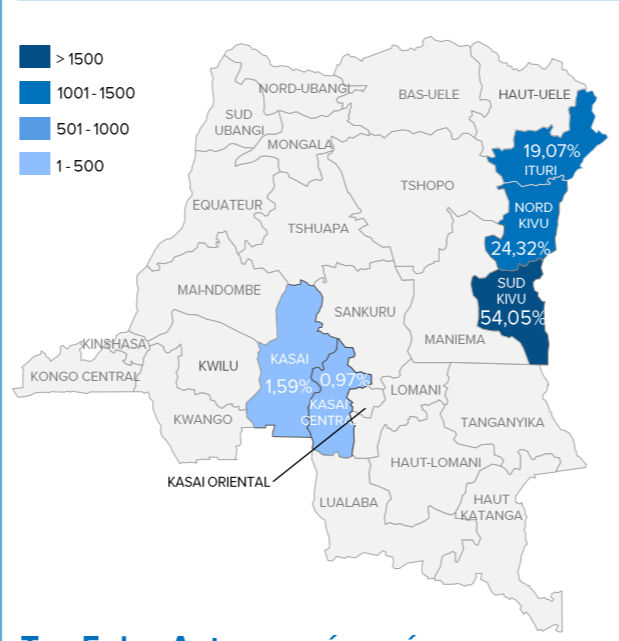 > 1500
1001 - 1500
501 - 1000
1 - 500
NORD-UBANGI
BAS-UELE
HAUT-UELE
SUD
UBANGI
MONGALA
19,07%
ITURI
TSHOPO
EQUATEUR
NORD
KIVU
TSHUAPA
24,32%
MAI-NDOMBE
SUD
KIVU
SANKURU
54,05%
KINSHASA
MANIEMA
KWILU
KASAI
KONGO CENTRAL
1,59%
0,97%
LOMANI
KASAI
CENTRAL
KWANGO
TANGANYIKA
HAUT-LOMANI
KASAI ORIENTAL
LUALABA
HAUT
KATANGA